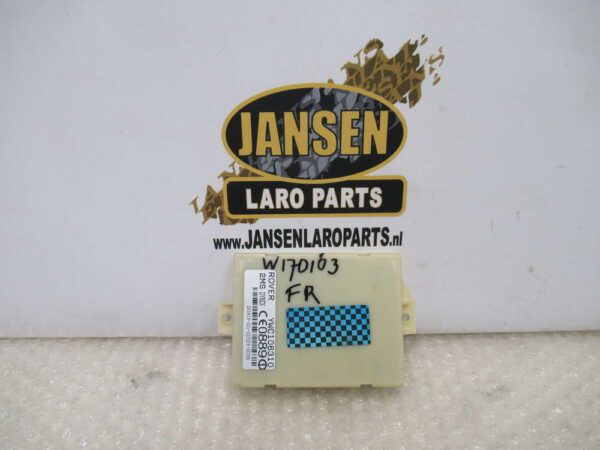 JANSEN
LARO PARTS
www.JANSENLAROPARTS.nl
W170163
FR
ROVER YWC106310
2MS
CE0889